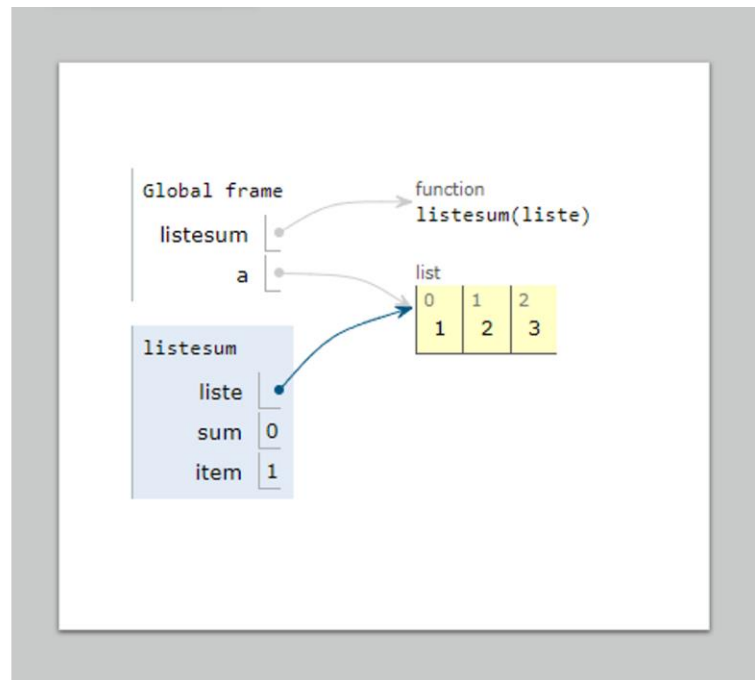 Global frame
listesum
a
function
listesum(liste)
list
0 1 2
1 2 3
listesum
liste
sum 0
item 1